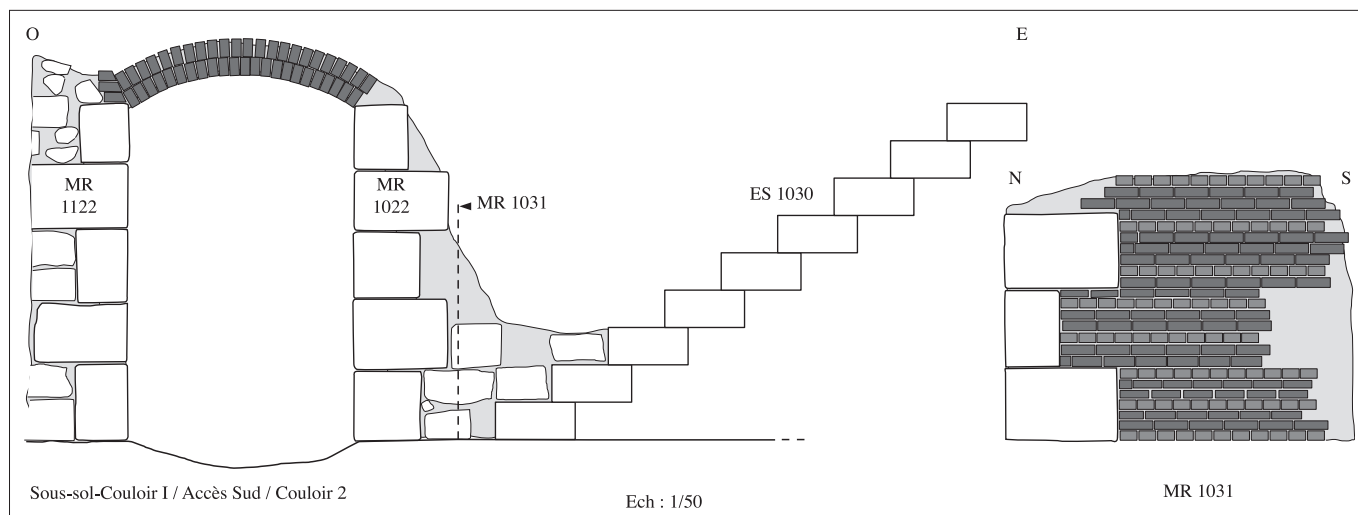 O
E
MR
1122
MR
1022
MR 1031
ES 1030
N
S
Sous-sol-Couloir I / Accès Sud / Couloir 2
Ech : 1/50
MR 1031